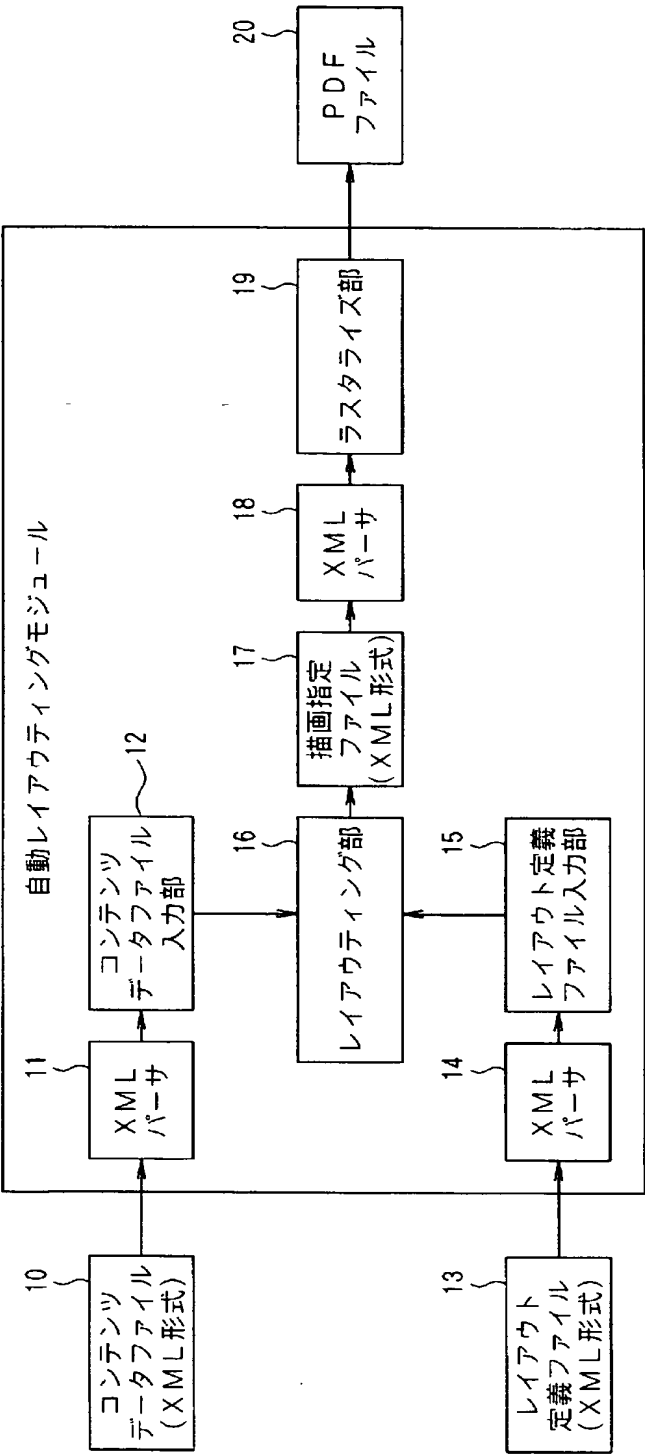 自動レイアウティングモジュール
10
コンテンツ
データファイル
(XML形式)
11
XML
パーサ
12
コンテンツ
データファイル
入力部
13
レイアウト
定義ファイル
(XML形式)
14
XML
パーサ
15
レイアウト定義
ファイル入力部
16
レイアウティング部
17
描画指定
ファイル
(XML形式)
18
XML
パーサ
19
ラスタライズ部
20
PDF
ファイル